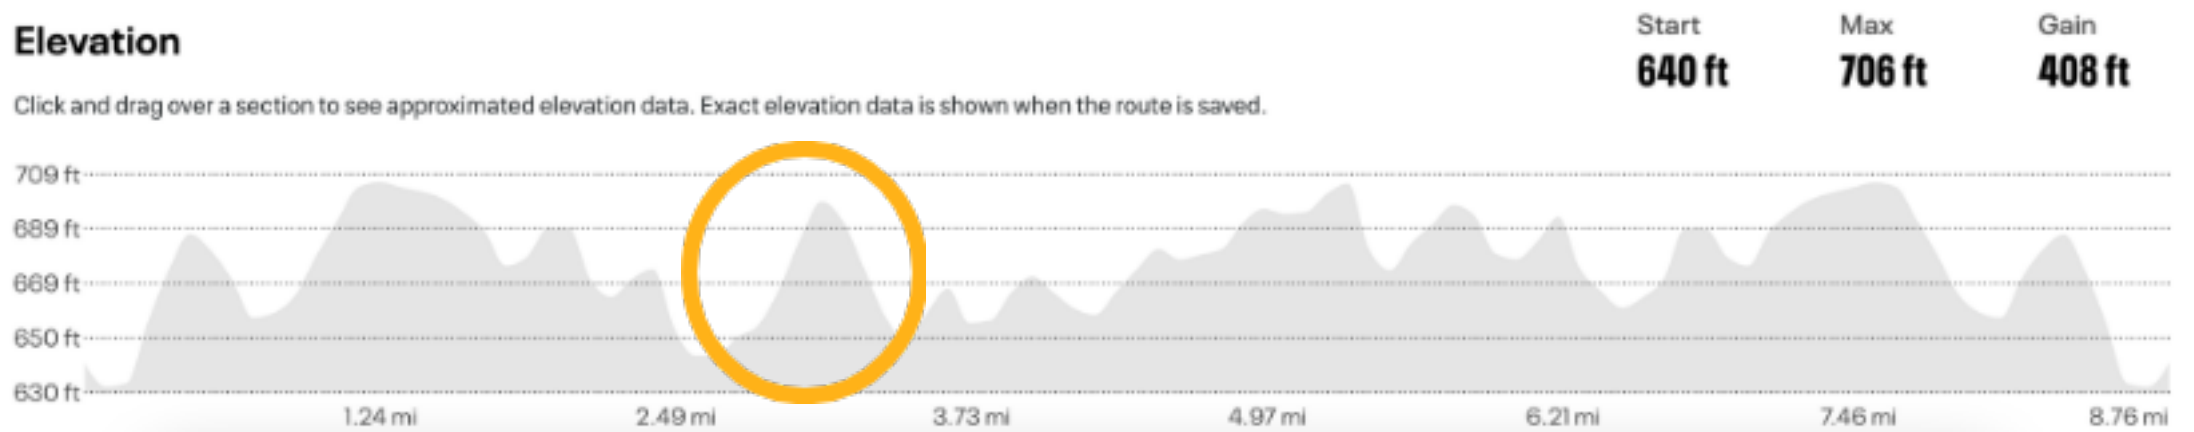 Elevation
Start Max Gain
640 ft 706 ft 408 ft
Click and drag over a section to see approximated elevation data. Exact elevation data is shown when the route is saved.
709 ft
689 ft
669 ft
650 ft
630 ft
1.24 mi 2.49 mi 3.73 mi 4.97 mi 6.21 mi 7.46 mi 8.76 mi